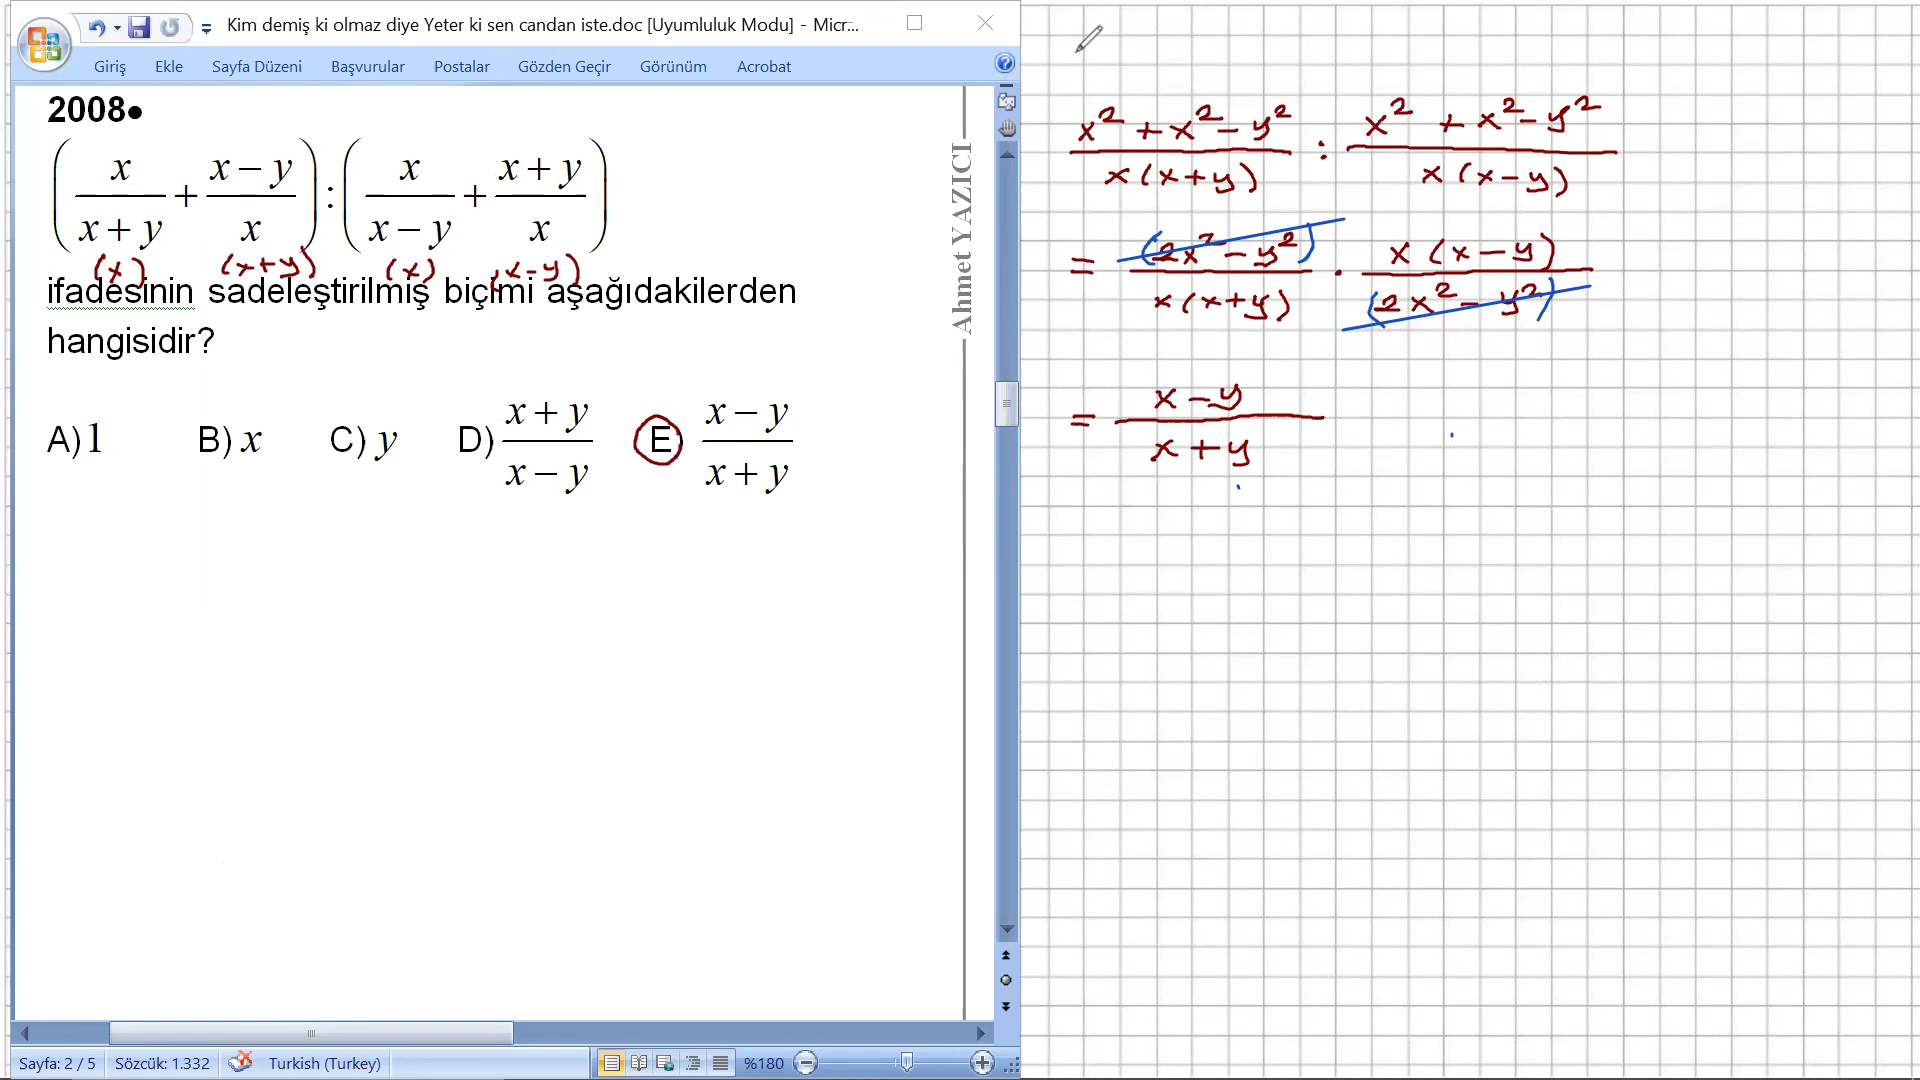 Kim demiş ki olmaz diye Yeter ki sen candan iste.doc [Uyumluluk Modu] - Micr...
Giriş Ekle Sayfa Düzeni Başvurular Postalar Gözden Geçir Görünüm Acrobat
2008•
(x/(x+y) + (x−y)/x) : (x/(x−y) + (x+y)/x)
(x) (x+y) (x) (x−y)
ifadesinin sadeleştirilmiş biçimi aşağıdakilerden
hangisidir?
A) 1 B) x C) y D) (x+y)/(x−y) E) (x−y)/(x+y)
Ahmet YAZICI
(x²+x²−y²)/(x(x+y)) : (x²+x²−y²)/(x(x−y))
= (2x²−y²)/(x(x+y)) · x(x−y)/(2x²−y²)
= (x−y)/(x+y)
Sayfa: 2 / 5 Sözcük: 1.332 Turkish (Turkey) %180